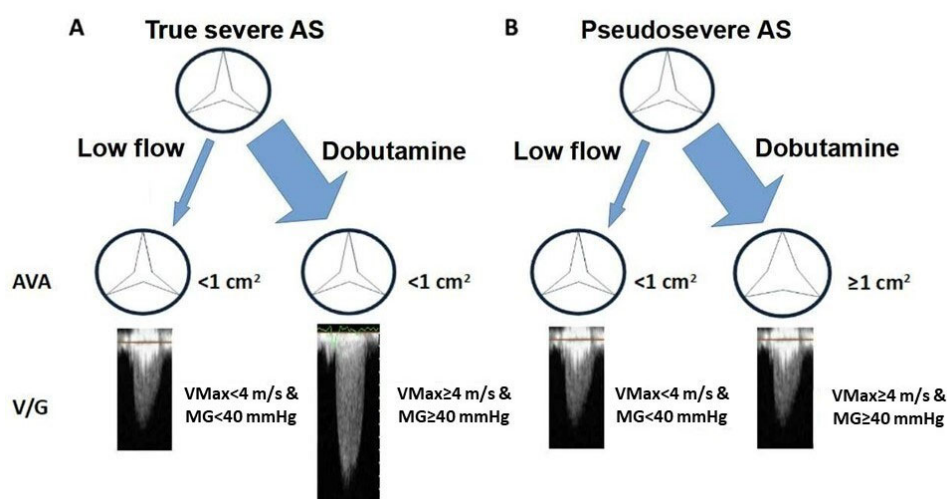 A True severe AS
Low flow
Dobutamine
AVA
<1 cm²
<1 cm²
V/G
VMax<4 m/s &
MG<40 mmHg
VMax≥4 m/s &
MG≥40 mmHg
B Pseudosevere AS
Low flow
Dobutamine
<1 cm²
≥1 cm²
VMax<4 m/s &
MG<40 mmHg
VMax≥4 m/s &
MG≥40 mmHg